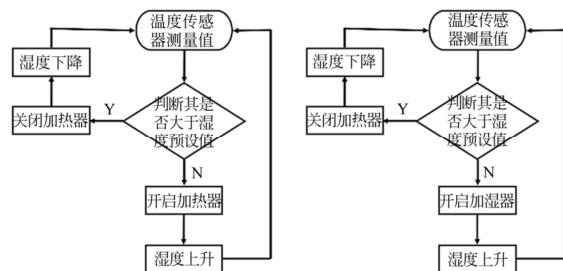 温度传感
器测量值
湿度下降
判断其是
否大于湿
度预设值
Y
关闭加热器
N
开启加热器
湿度上升
温度传感
器测量值
湿度下降
判断其是
否大于湿
度预设值
Y
关闭加热器
N
开启加湿器
湿度上升